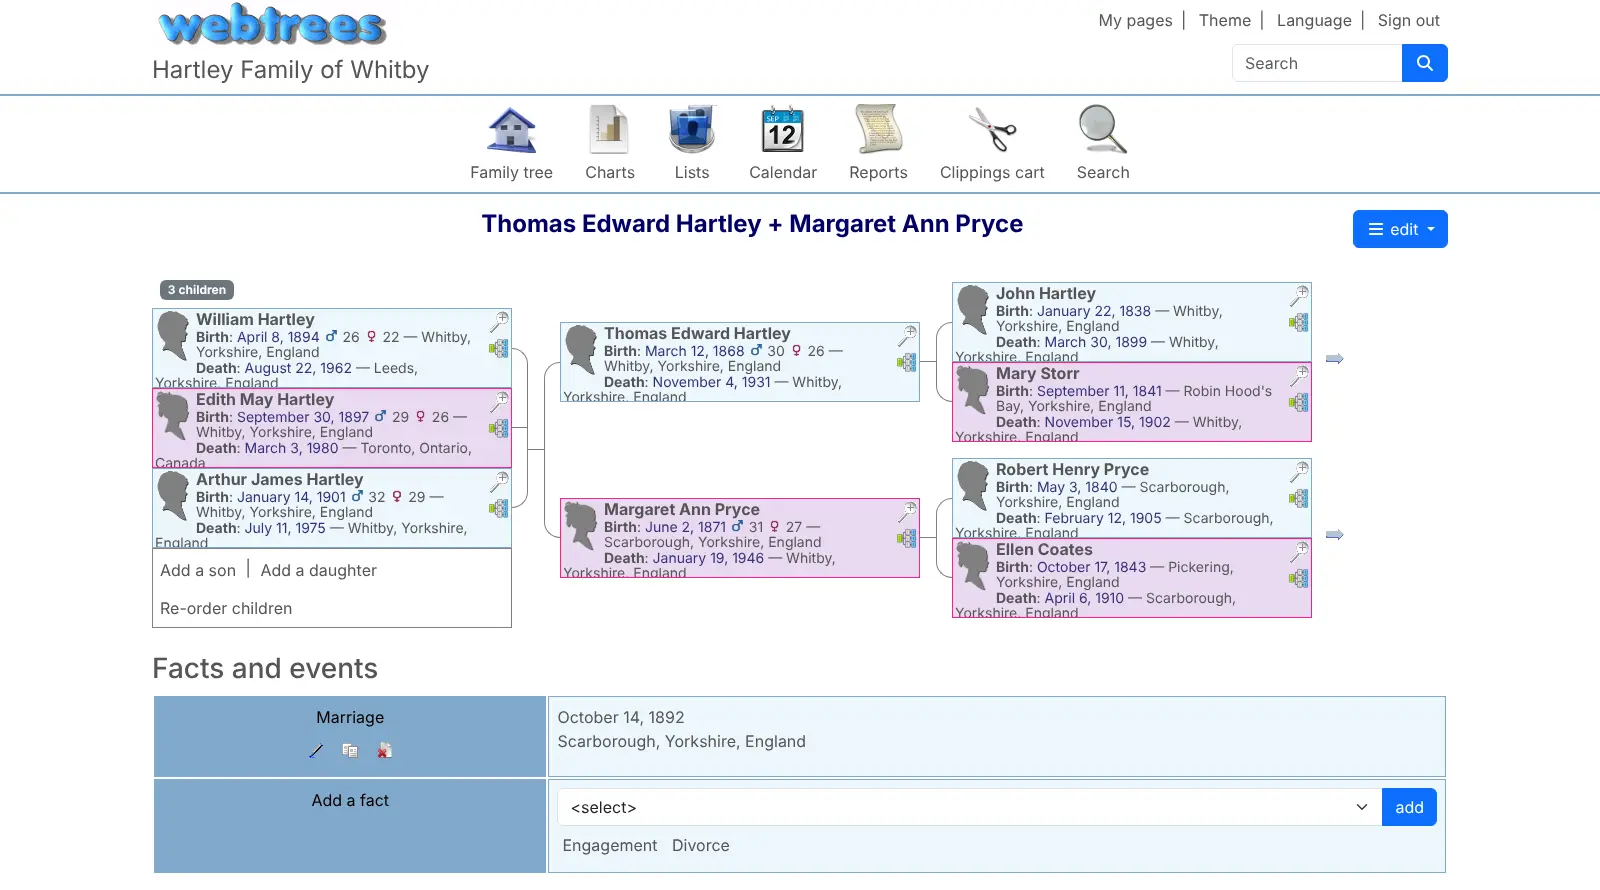 webtrees
My pages | Theme | Language | Sign out
Hartley Family of Whitby
Search
Family tree
Charts
Lists
SEP
12
Calendar
Reports
Clippings cart
Search
Thomas Edward Hartley + Margaret Ann Pryce
edit
3 children
William Hartley
Birth: April 8, 1894 ♂ 26 ♀ 22 — Whitby,
Yorkshire, England
Death: August 22, 1962 — Leeds,
Yorkshire, England
Edith May Hartley
Birth: September 30, 1897 ♂ 29 ♀ 26 —
Whitby, Yorkshire, England
Death: March 3, 1980 — Toronto, Ontario,
Canada
Arthur James Hartley
Birth: January 14, 1901 ♂ 32 ♀ 29 —
Whitby, Yorkshire, England
Death: July 11, 1975 — Whitby, Yorkshire,
England
Add a son | Add a daughter
Re-order children
Thomas Edward Hartley
Birth: March 12, 1868 ♂ 30 ♀ 26 —
Whitby, Yorkshire, England
Death: November 4, 1931 — Whitby,
Yorkshire, England
Margaret Ann Pryce
Birth: June 2, 1871 ♂ 31 ♀ 27 —
Scarborough, Yorkshire, England
Death: January 19, 1946 — Whitby,
Yorkshire, England
John Hartley
Birth: January 22, 1838 — Whitby,
Yorkshire, England
Death: March 30, 1899 — Whitby,
Yorkshire, England
Mary Storr
Birth: September 11, 1841 — Robin Hood's
Bay, Yorkshire, England
Death: November 15, 1902 — Whitby,
Yorkshire, England
Robert Henry Pryce
Birth: May 3, 1840 — Scarborough,
Yorkshire, England
Death: February 12, 1905 — Scarborough,
Yorkshire, England
Ellen Coates
Birth: October 17, 1843 — Pickering,
Yorkshire, England
Death: April 6, 1910 — Scarborough,
Yorkshire, England
Facts and events
Marriage
October 14, 1892
Scarborough, Yorkshire, England
Add a fact
<select>
add
Engagement Divorce